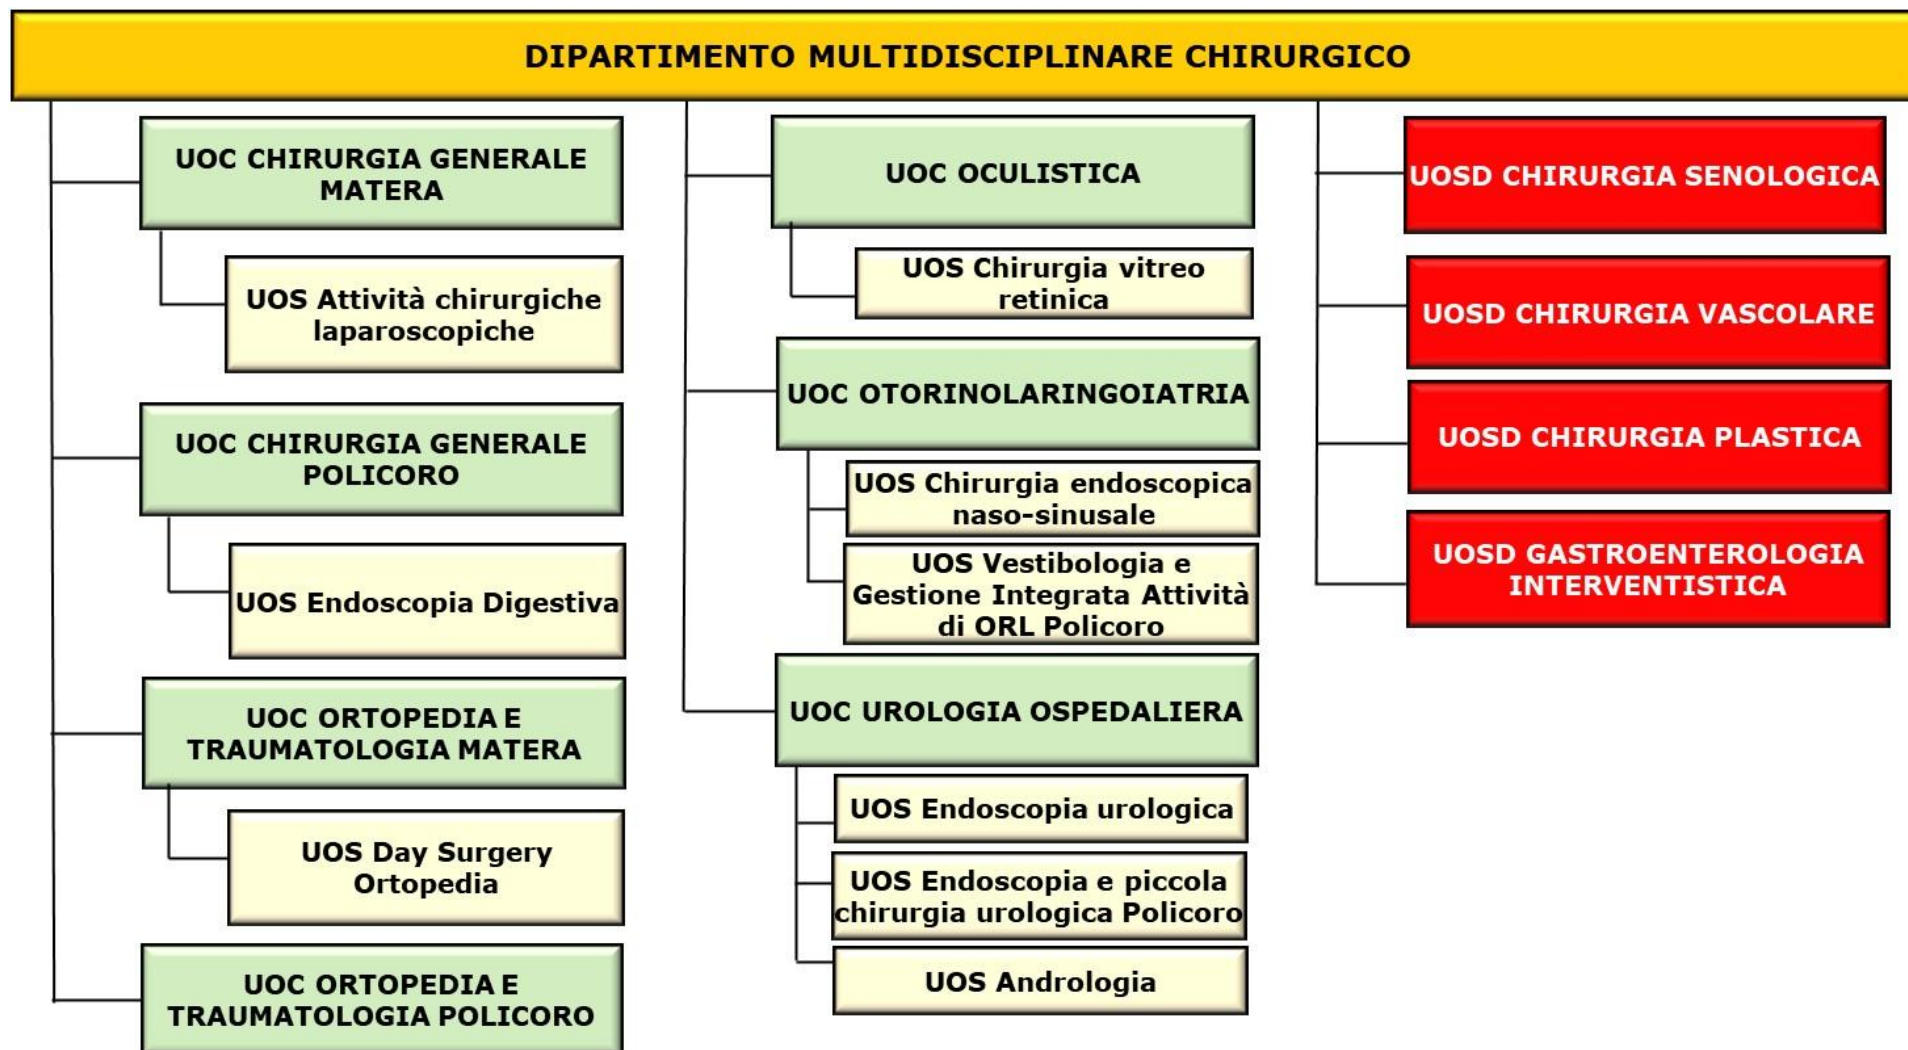 DIPARTIMENTO MULTIDISCIPLINARE CHIRURGICO
UOC CHIRURGIA GENERALE
MATERA
UOS Attività chirurgiche
laparoscopiche
UOC CHIRURGIA GENERALE
POLICORO
UOS Endoscopia Digestiva
UOC ORTOPEDIA E
TRAUMATOLOGIA MATERA
UOS Day Surgery
Ortopedia
UOC ORTOPEDIA E
TRAUMATOLOGIA POLICORO
UOC OCULISTICA
UOS Chirurgia vitreo
retinica
UOC OTORINOLARINGOIATRIA
UOS Chirurgia endoscopica
naso-sinusale
UOS Vestibologia e
Gestione Integrata Attività
di ORL Policoro
UOC UROLOGIA OSPEDALIERA
UOS Endoscopia urologica
UOS Endoscopia e piccola
chirurgia urologica Policoro
UOS Andrologia
UOSD CHIRURGIA SENOLOGICA
UOSD CHIRURGIA VASCOLARE
UOSD CHIRURGIA PLASTICA
UOSD GASTROENTEROLOGIA
INTERVENTISTICA